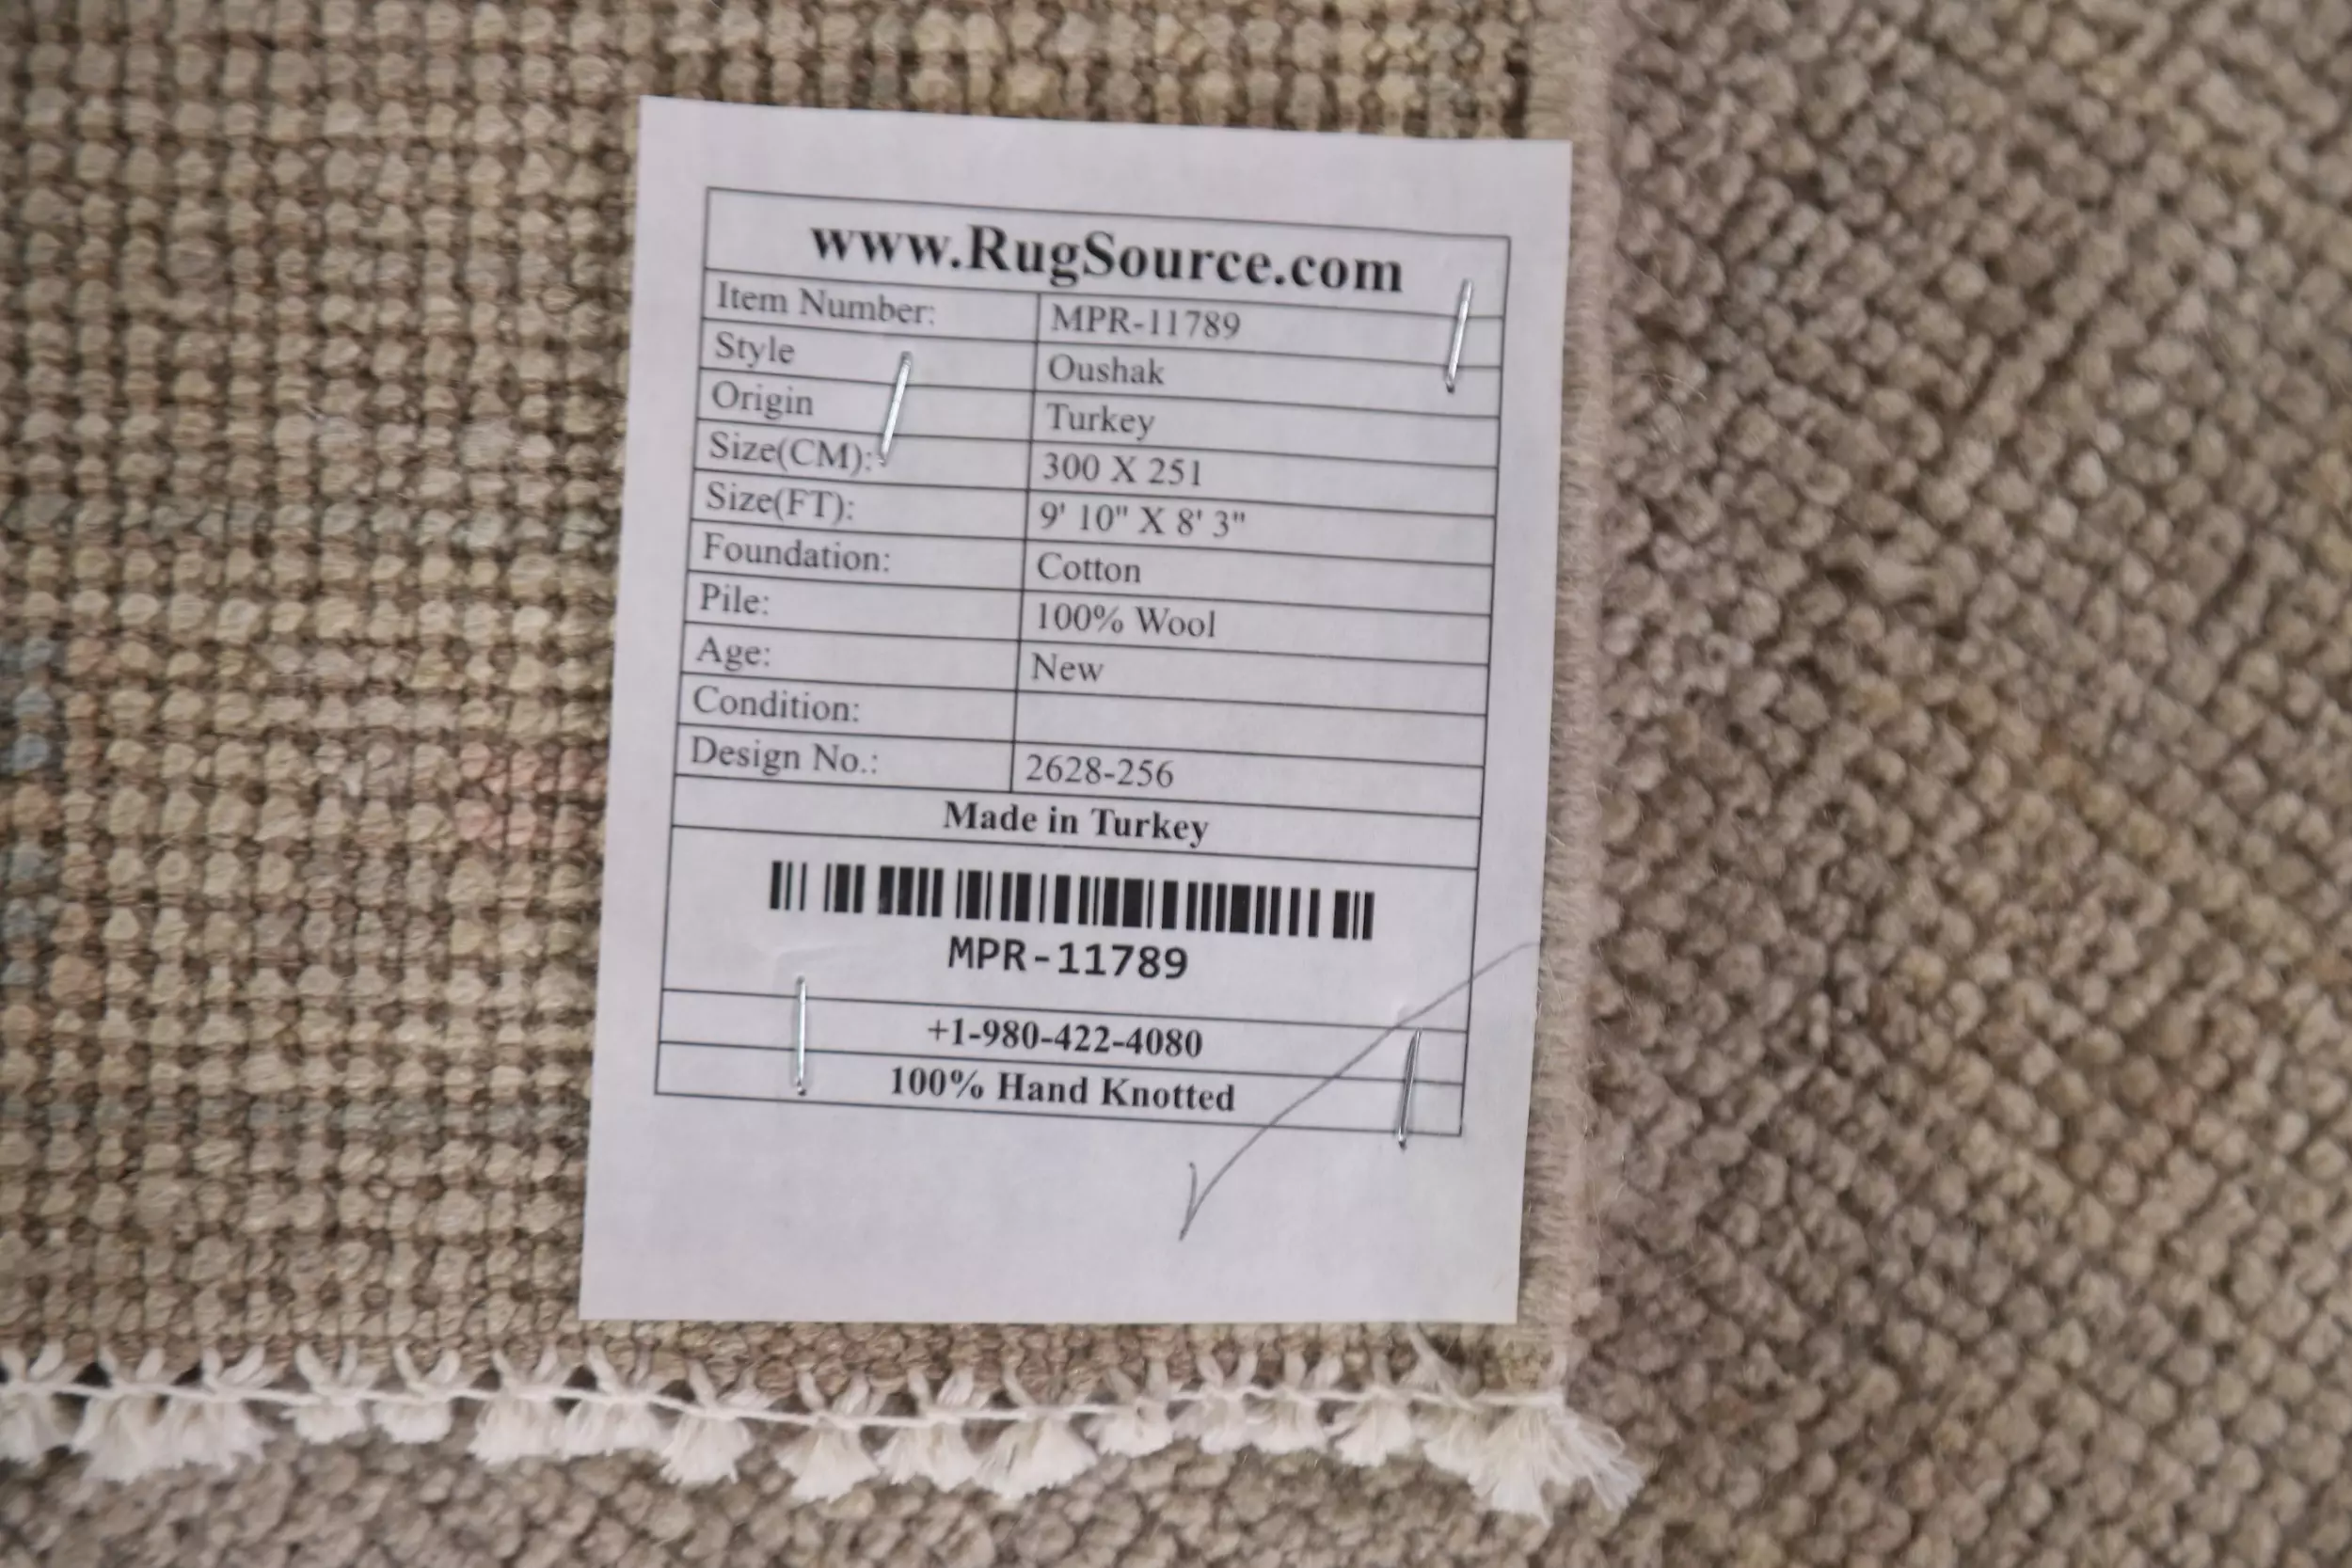 www.RugSource.com
Item Number: MPR-11789
Style Oushak
Origin Turkey
Size(CM): 300 X 251
Size(FT): 9' 10" X 8' 3"
Foundation: Cotton
Pile: 100% Wool
Age: New
Condition:
Design No.: 2628-256
Made in Turkey
MPR-11789
+1-980-422-4080
100% Hand Knotted